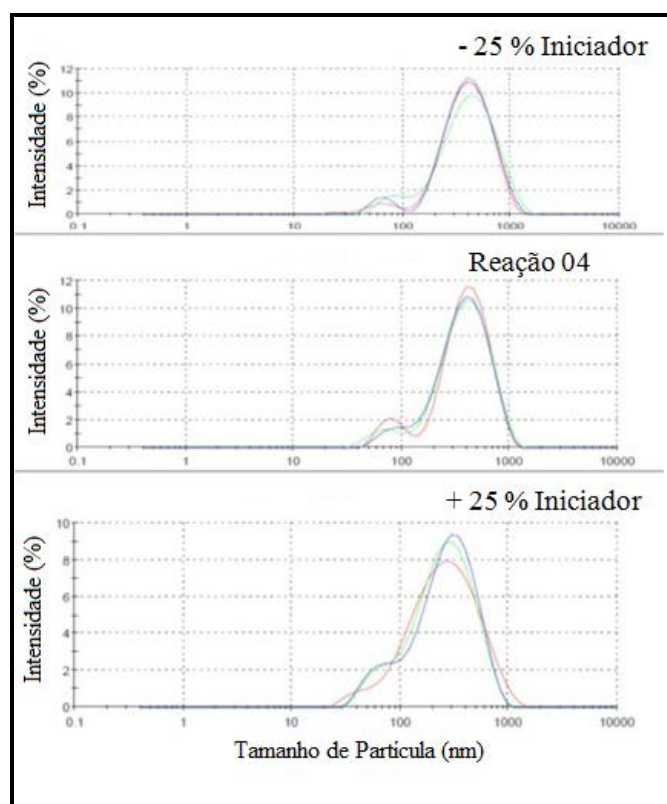 - 25 % Iniciador
Intensidade (%)
12
10
8
6
4
2
0
0.1 1 10 100 1000 10000
Reação 04
Intensidade (%)
12
10
8
6
4
2
0
0.1 1 10 100 1000 10000
+ 25 % Iniciador
Intensidade (%)
10
8
6
4
2
0
0.1 1 10 100 1000 10000
Tamanho de Partícula (nm)